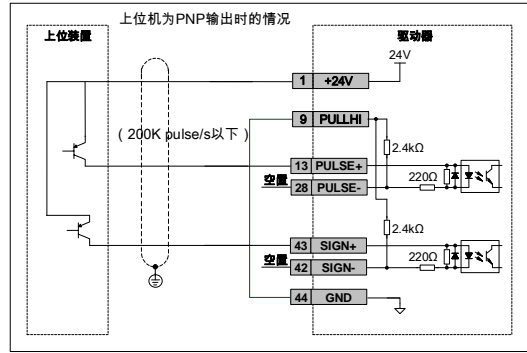 上位机为PNP输出时的情况
上位装置
驱动器
24V
1 +24V
9 PULLHI
(200K pulse/s以下)
2.4kΩ
13 PULSE+
空置 28 PULSE-
220Ω
2.4kΩ
43 SIGN+
空置 42 SIGN-
220Ω
44 GND